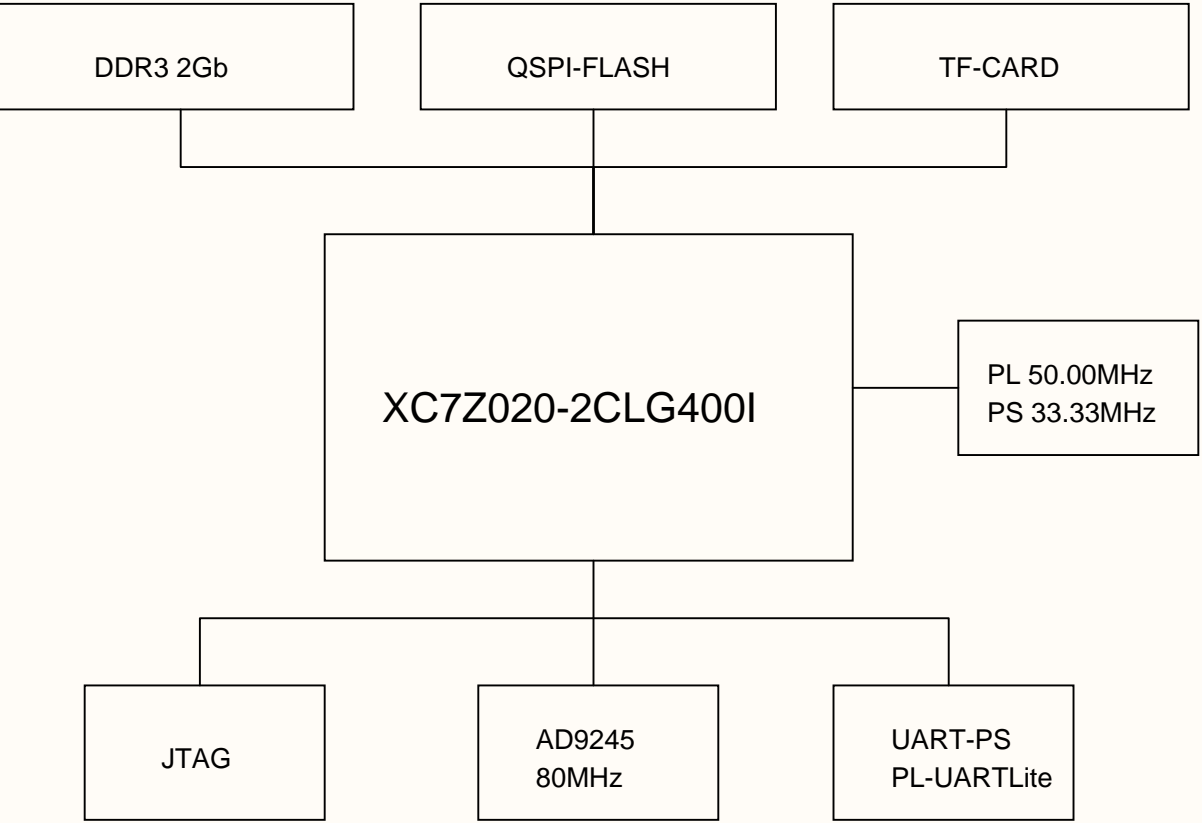 DDR3 2Gb
QSPI-FLASH
TF-CARD
XC7Z020-2CLG400I
PL 50.00MHz
PS 33.33MHz
JTAG
AD9245
80MHz
UART-PS
PL-UARTLite